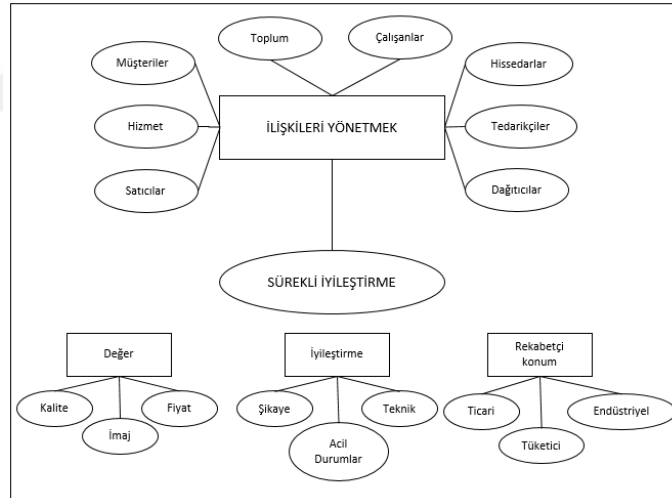 Toplum
Çalışanlar
Müşteriler
Hissedarlar
Hizmet
İLİŞKİLERİ YÖNETMEK
Tedarikçiler
Satıcılar
Dağıtıcılar
SÜREKLİ İYİLEŞTİRME
Değer
İyileştirme
Rekabetçi
konum
Kalite
Fiyat
İmaj
Şikaye
Teknik
Acil
Durumlar
Ticari
Endüstriyel
Tüketici